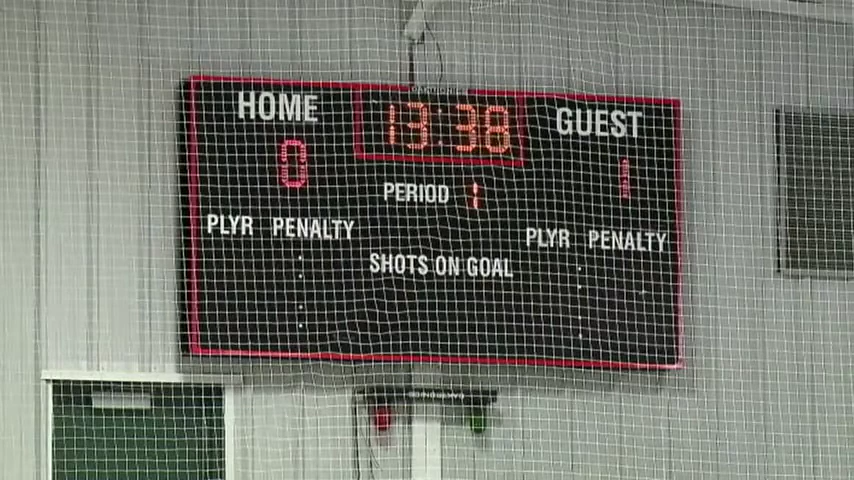 HOME 13:38 GUEST
0 1
PERIOD 1
PLYR PENALTY PLYR PENALTY
SHOTS ON GOAL